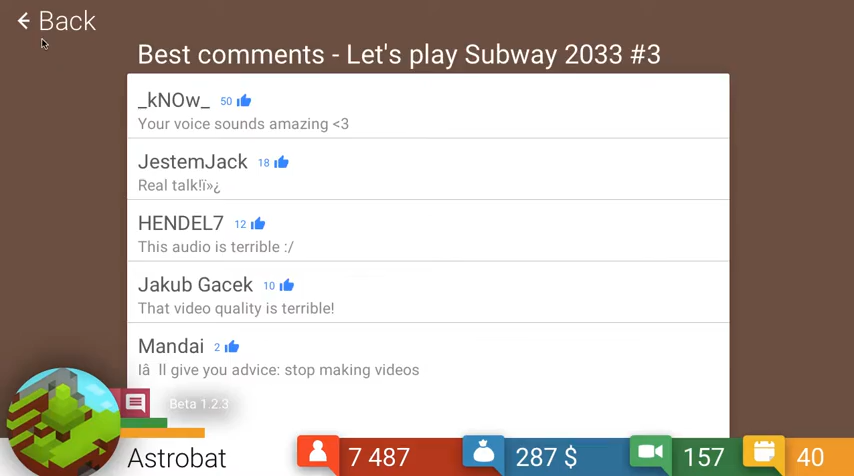 Back
Best comments - Let's play Subway 2033 #3
_kNOw_ 50
Your voice sounds amazing <3
JestemJack 18
Real talk!ï»¿
HENDEL7 12
This audio is terrible :/
Jakub Gacek 10
That video quality is terrible!
Mandai 2
Iâ ll give you advice: stop making videos
Beta 1.2.3
Astrobat 7 487 287 $ 157 40